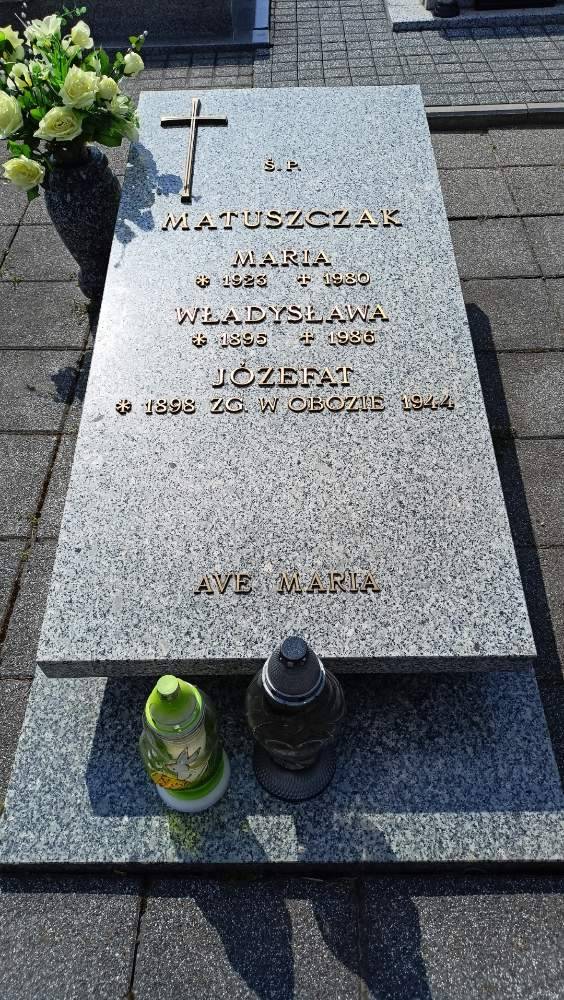 Ś.P.
MATUSZCZAK
MARIA
* 1923 ✝ 1980
WŁADYSŁAWA
* 1895 ✝ 1986
JÓZEFAT
* 1898 ZG. W OBOZIE 1944
AVE MARIA